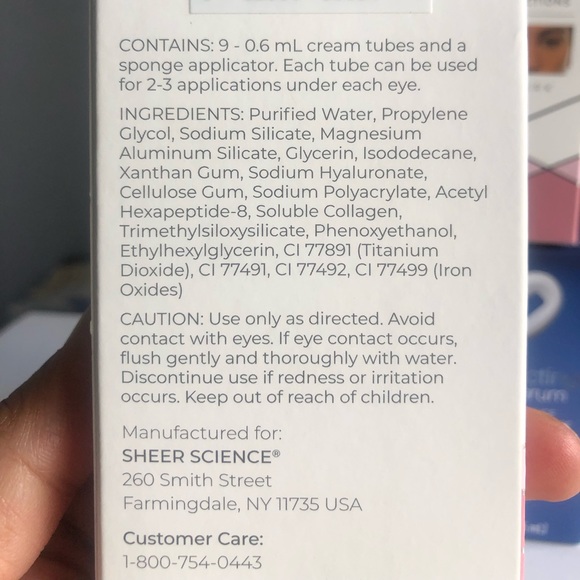 CONTAINS: 9 - 0.6 mL cream tubes and a
sponge applicator. Each tube can be used
for 2-3 applications under each eye.
INGREDIENTS: Purified Water, Propylene
Glycol, Sodium Silicate, Magnesium
Aluminum Silicate, Glycerin, Isododecane,
Xanthan Gum, Sodium Hyaluronate,
Cellulose Gum, Sodium Polyacrylate, Acetyl
Hexapeptide-8, Soluble Collagen,
Trimethylsiloxysilicate, Phenoxyethanol,
Ethylhexylglycerin, CI 77891 (Titanium
Dioxide), CI 77491, CI 77492, CI 77499 (Iron
Oxides)
CAUTION: Use only as directed. Avoid
contact with eyes. If eye contact occurs,
flush gently and thoroughly with water.
Discontinue use if redness or irritation
occurs. Keep out of reach of children.
Manufactured for:
SHEER SCIENCE®
260 Smith Street
Farmingdale, NY 11735 USA
Customer Care:
1-800-754-0443